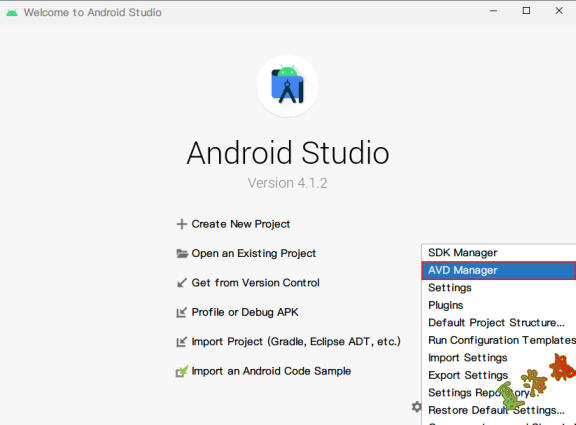 Welcome to Android Studio
Android Studio
Version 4.1.2
Create New Project
Open an Existing Project
Get from Version Control
Profile or Debug APK
Import Project (Gradle, Eclipse ADT, etc.)
Import an Android Code Sample
SDK Manager
AVD Manager
Settings
Plugins
Default Project Structure...
Run Configuration Templates
Import Settings
Export Settings
Settings Repository...
Restore Default Settings...